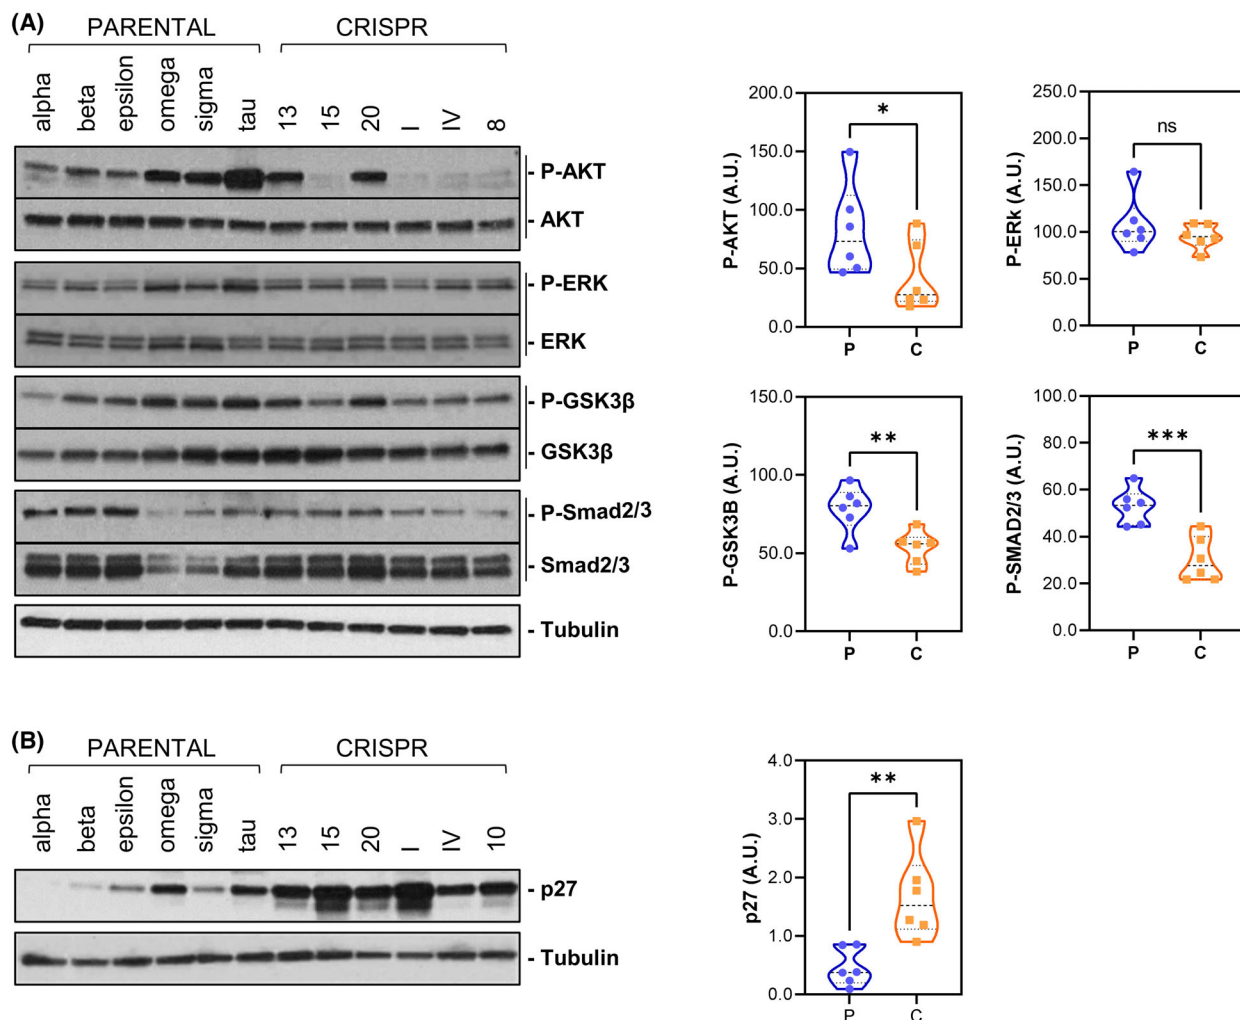 (A)
PARENTAL CRISPR
alpha beta epsilon omega sigma tau 13 15 20 I IV 8
- P-AKT
- AKT
- P-ERK
- ERK
- P-GSK3β
- GSK3β
- P-Smad2/3
- Smad2/3
- Tubulin
P-AKT (A.U.)
200.0
150.0
100.0
50.0
0.0
*
P C
P-ERk (A.U.)
250.0
200.0
150.0
100.0
50.0
0.0
ns
P C
P-GSK3B (A.U.)
150.0
100.0
50.0
0.0
**
P C
P-SMAD2/3 (A.U.)
100.0
80.0
60.0
40.0
20.0
0.0
***
P C
(B)
PARENTAL CRISPR
alpha beta epsilon omega sigma tau 13 15 20 I IV 10
- p27
- Tubulin
p27 (A.U.)
4.0
3.0
2.0
1.0
0.0
**
P C